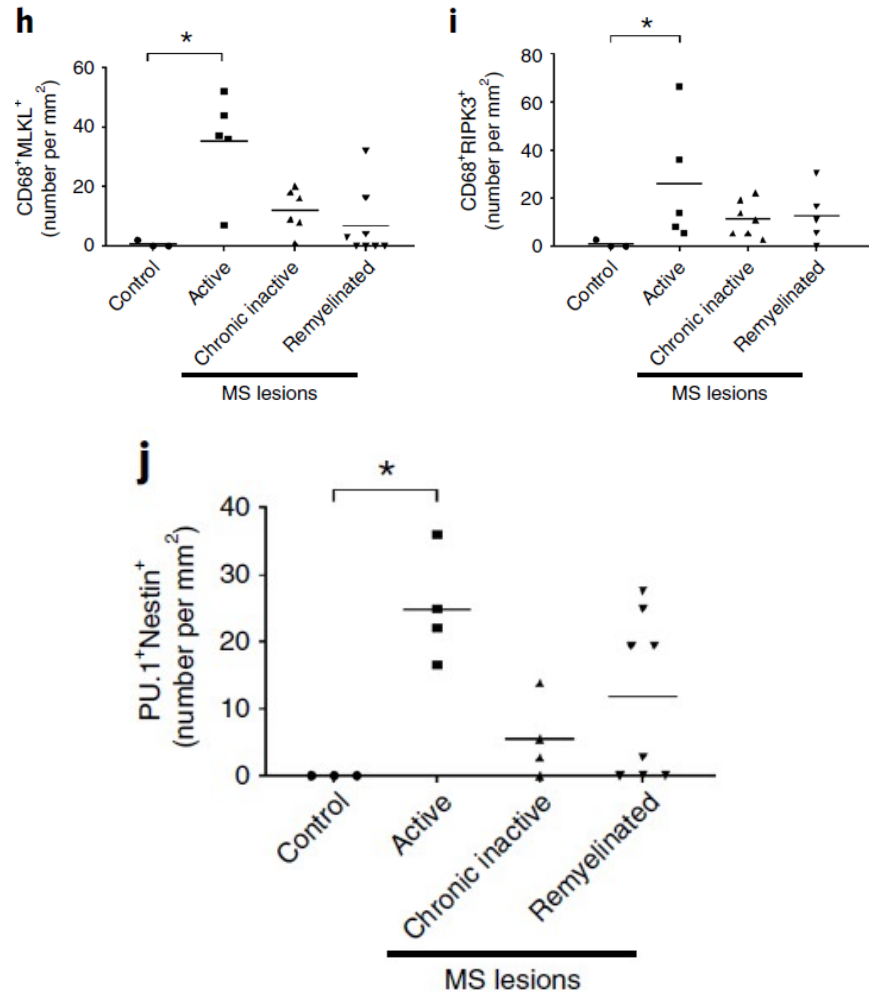 h
*
CD68⁺MLKL⁺
(number per mm²)
60
40
20
0
Control
Active
Chronic inactive
Remyelinated
MS lesions
i
*
CD68⁺RIPK3⁺
(number per mm²)
80
60
40
20
0
Control
Active
Chronic inactive
Remyelinated
MS lesions
j
*
PU.1⁺Nestin⁺
(number per mm²)
40
30
20
10
0
Control
Active
Chronic inactive
Remyelinated
MS lesions